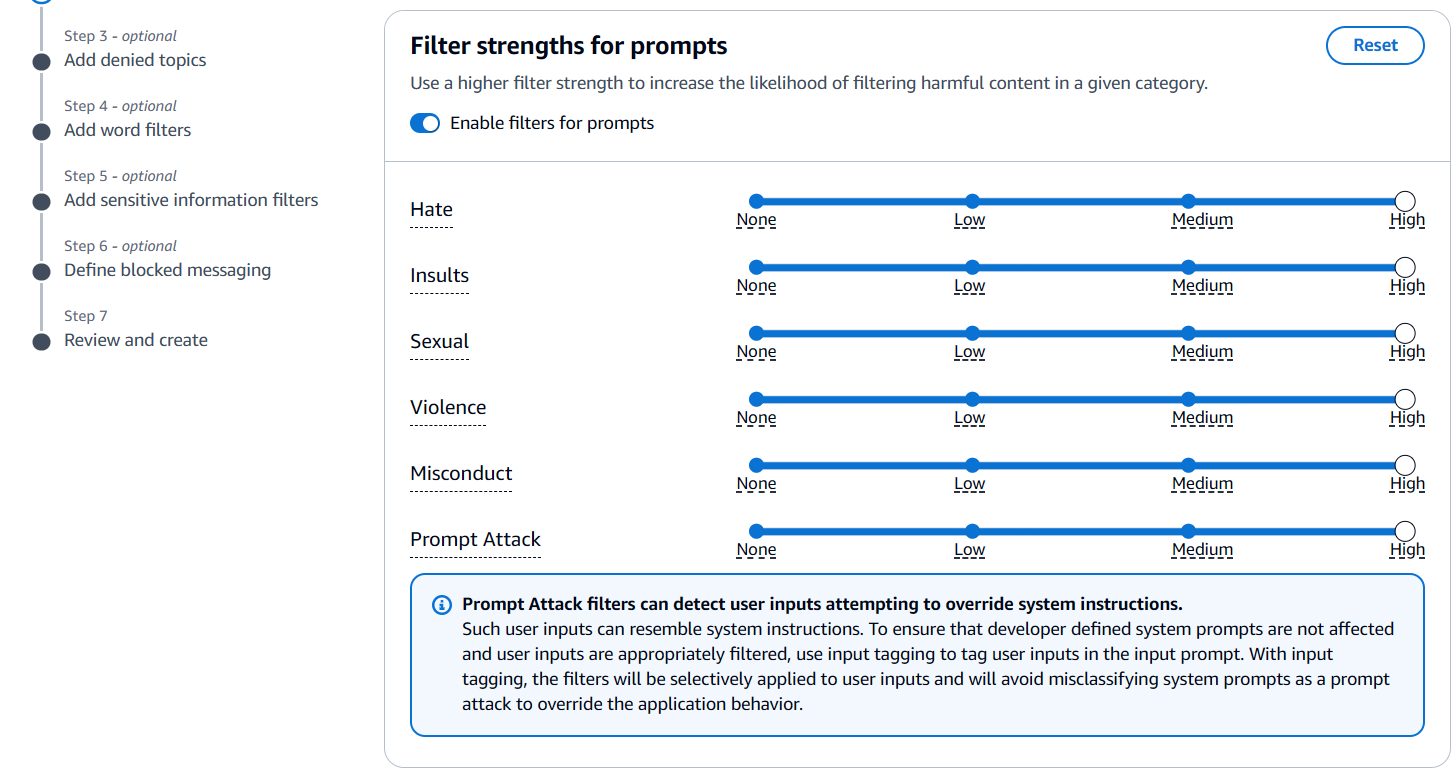 Step 3 - optional
Add denied topics
Step 4 - optional
Add word filters
Step 5 - optional
Add sensitive information filters
Step 6 - optional
Define blocked messaging
Step 7
Review and create
Filter strengths for prompts
Reset
Use a higher filter strength to increase the likelihood of filtering harmful content in a given category.
Enable filters for prompts
Hate
None Low Medium High
Insults
None Low Medium High
Sexual
None Low Medium High
Violence
None Low Medium High
Misconduct
None Low Medium High
Prompt Attack
None Low Medium High
Prompt Attack filters can detect user inputs attempting to override system instructions.
Such user inputs can resemble system instructions. To ensure that developer defined system prompts are not affected
and user inputs are appropriately filtered, use input tagging to tag user inputs in the input prompt. With input
tagging, the filters will be selectively applied to user inputs and will avoid misclassifying system prompts as a prompt
attack to override the application behavior.